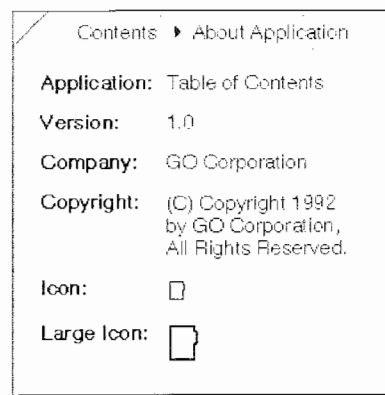 Contents ▸ About Application
Application: Table of Contents
Version: 1.0
Company: GO Corporation
Copyright: (C) Copyright 1992
by GO Corporation,
All Rights Reserved.
Icon:
Large Icon: